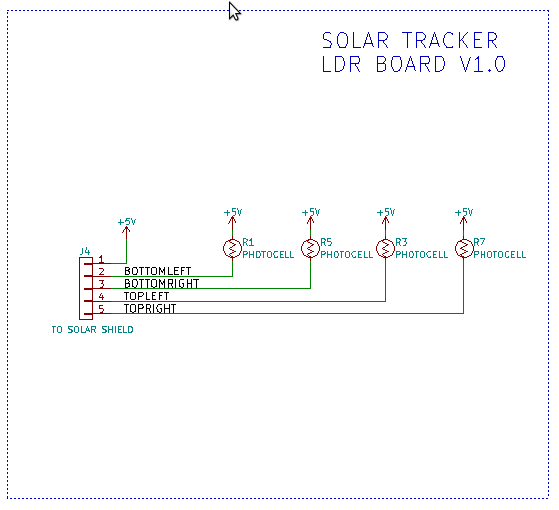 SOLAR TRACKER
LDR BOARD V1.0
+5V
+5V
+5V
+5V
+5V
J4
R1
PHOTOCELL
R5
PHOTOCELL
R3
PHOTOCELL
R7
PHOTOCELL
1
2 BOTTOMLEFT
3 BOTTOMRIGHT
4 TOPLEFT
5 TOPRIGHT
TO SOLAR SHIELD